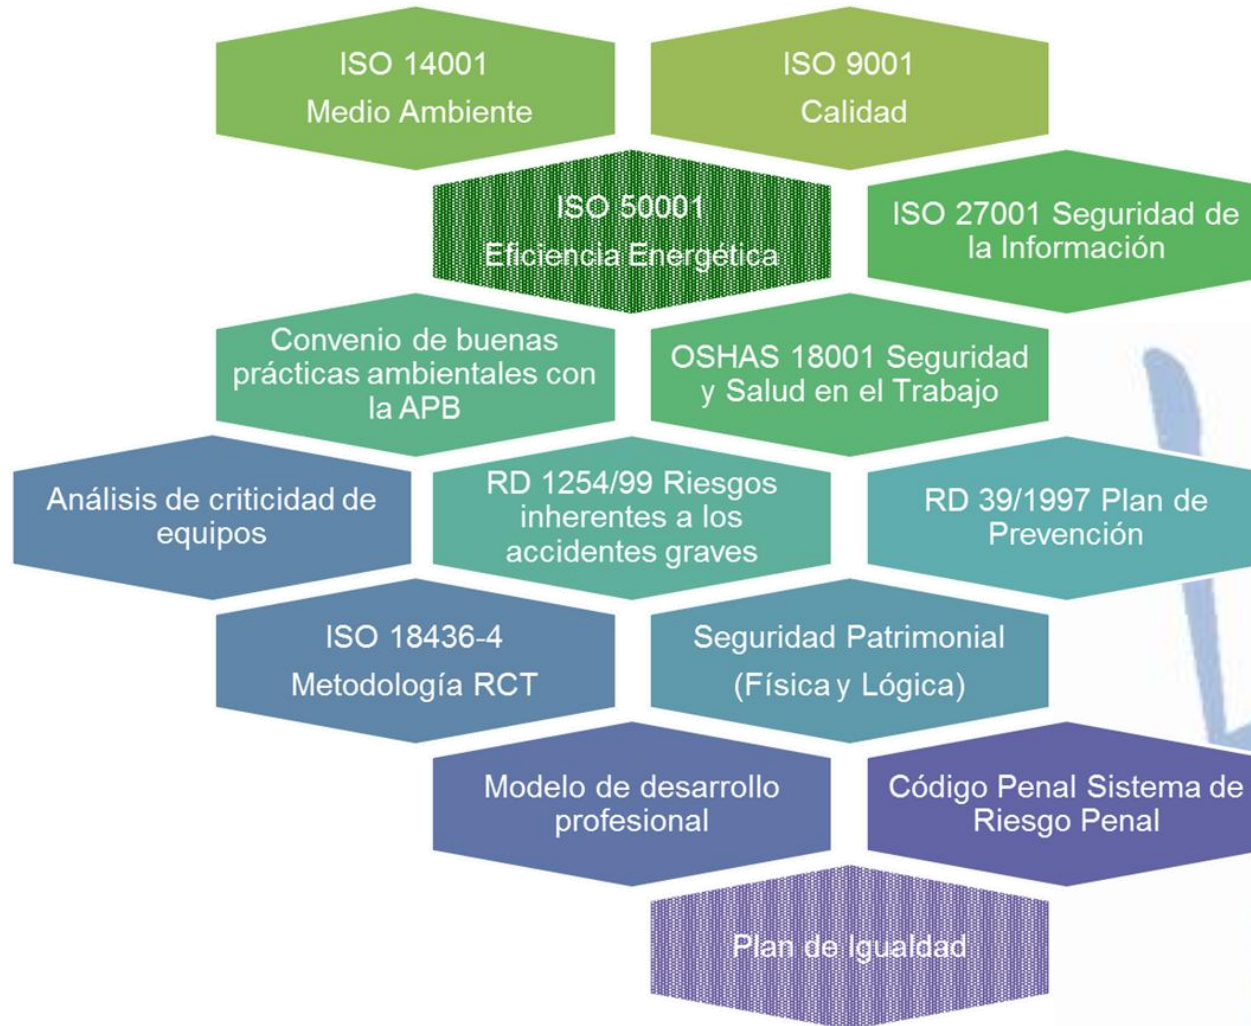 ISO 14001
Medio Ambiente
ISO 9001
Calidad
ISO 50001
Eficiencia Energética
ISO 27001 Seguridad de
la Información
Convenio de buenas
prácticas ambientales con
la APB
OSHAS 18001 Seguridad
y Salud en el Trabajo
Análisis de criticidad de
equipos
RD 1254/99 Riesgos
inherentes a los
accidentes graves
RD 39/1997 Plan de
Prevención
ISO 18436-4
Metodología RCT
Seguridad Patrimonial
(Física y Lógica)
Modelo de desarrollo
profesional
Código Penal Sistema de
Riesgo Penal
Plan de Igualdad